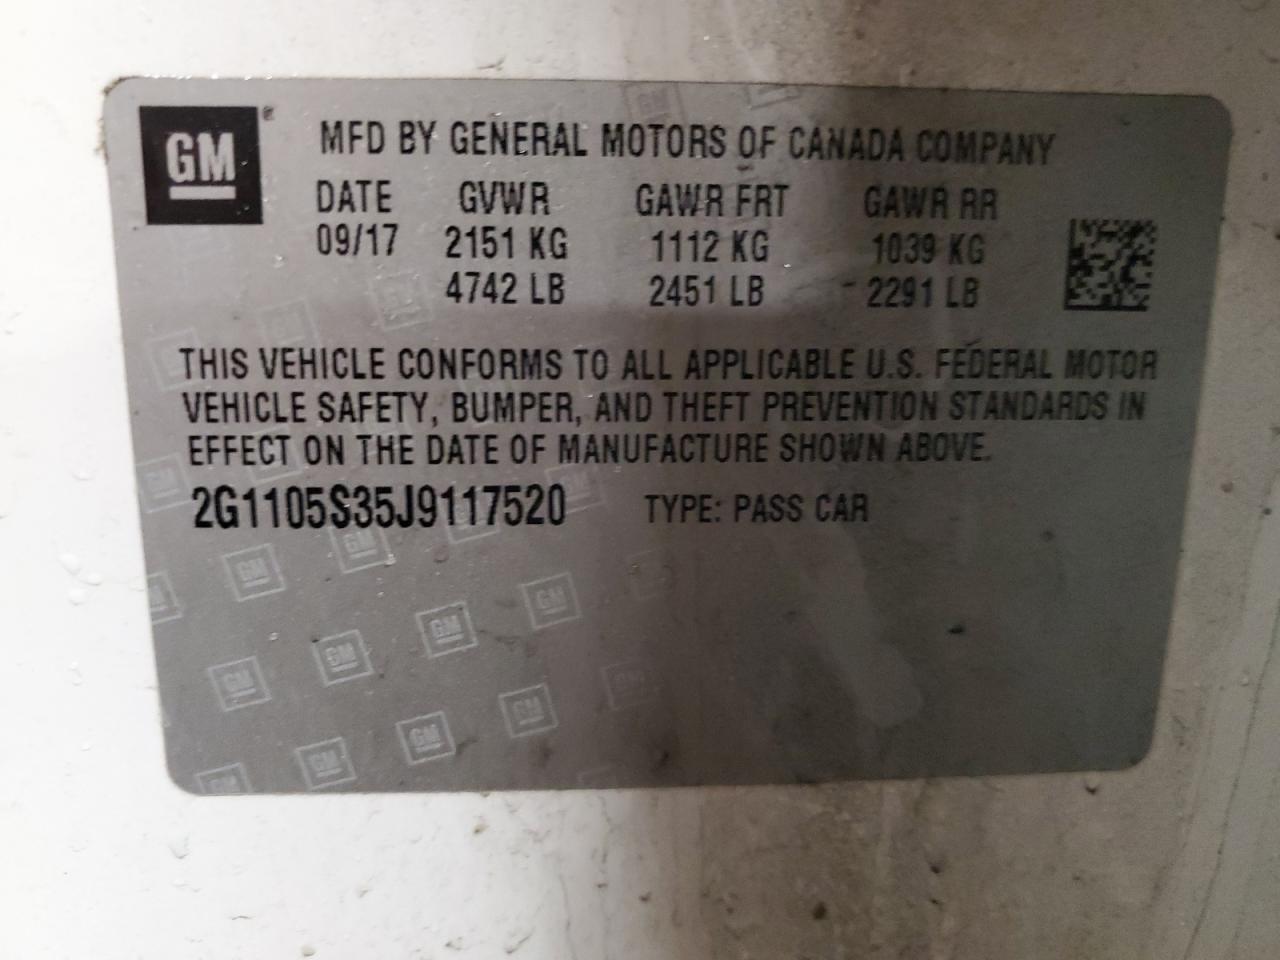 GM
MFD BY GENERAL MOTORS OF CANADA COMPANY
DATE GVWR GAWR FRT GAWR RR
09/17 2151 KG 1112 KG 1039 KG
4742 LB 2451 LB 2291 LB
THIS VEHICLE CONFORMS TO ALL APPLICABLE U.S. FEDERAL MOTOR
VEHICLE SAFETY, BUMPER, AND THEFT PREVENTION STANDARDS IN
EFFECT ON THE DATE OF MANUFACTURE SHOWN ABOVE.
2G1105S35J9117520 TYPE: PASS CAR